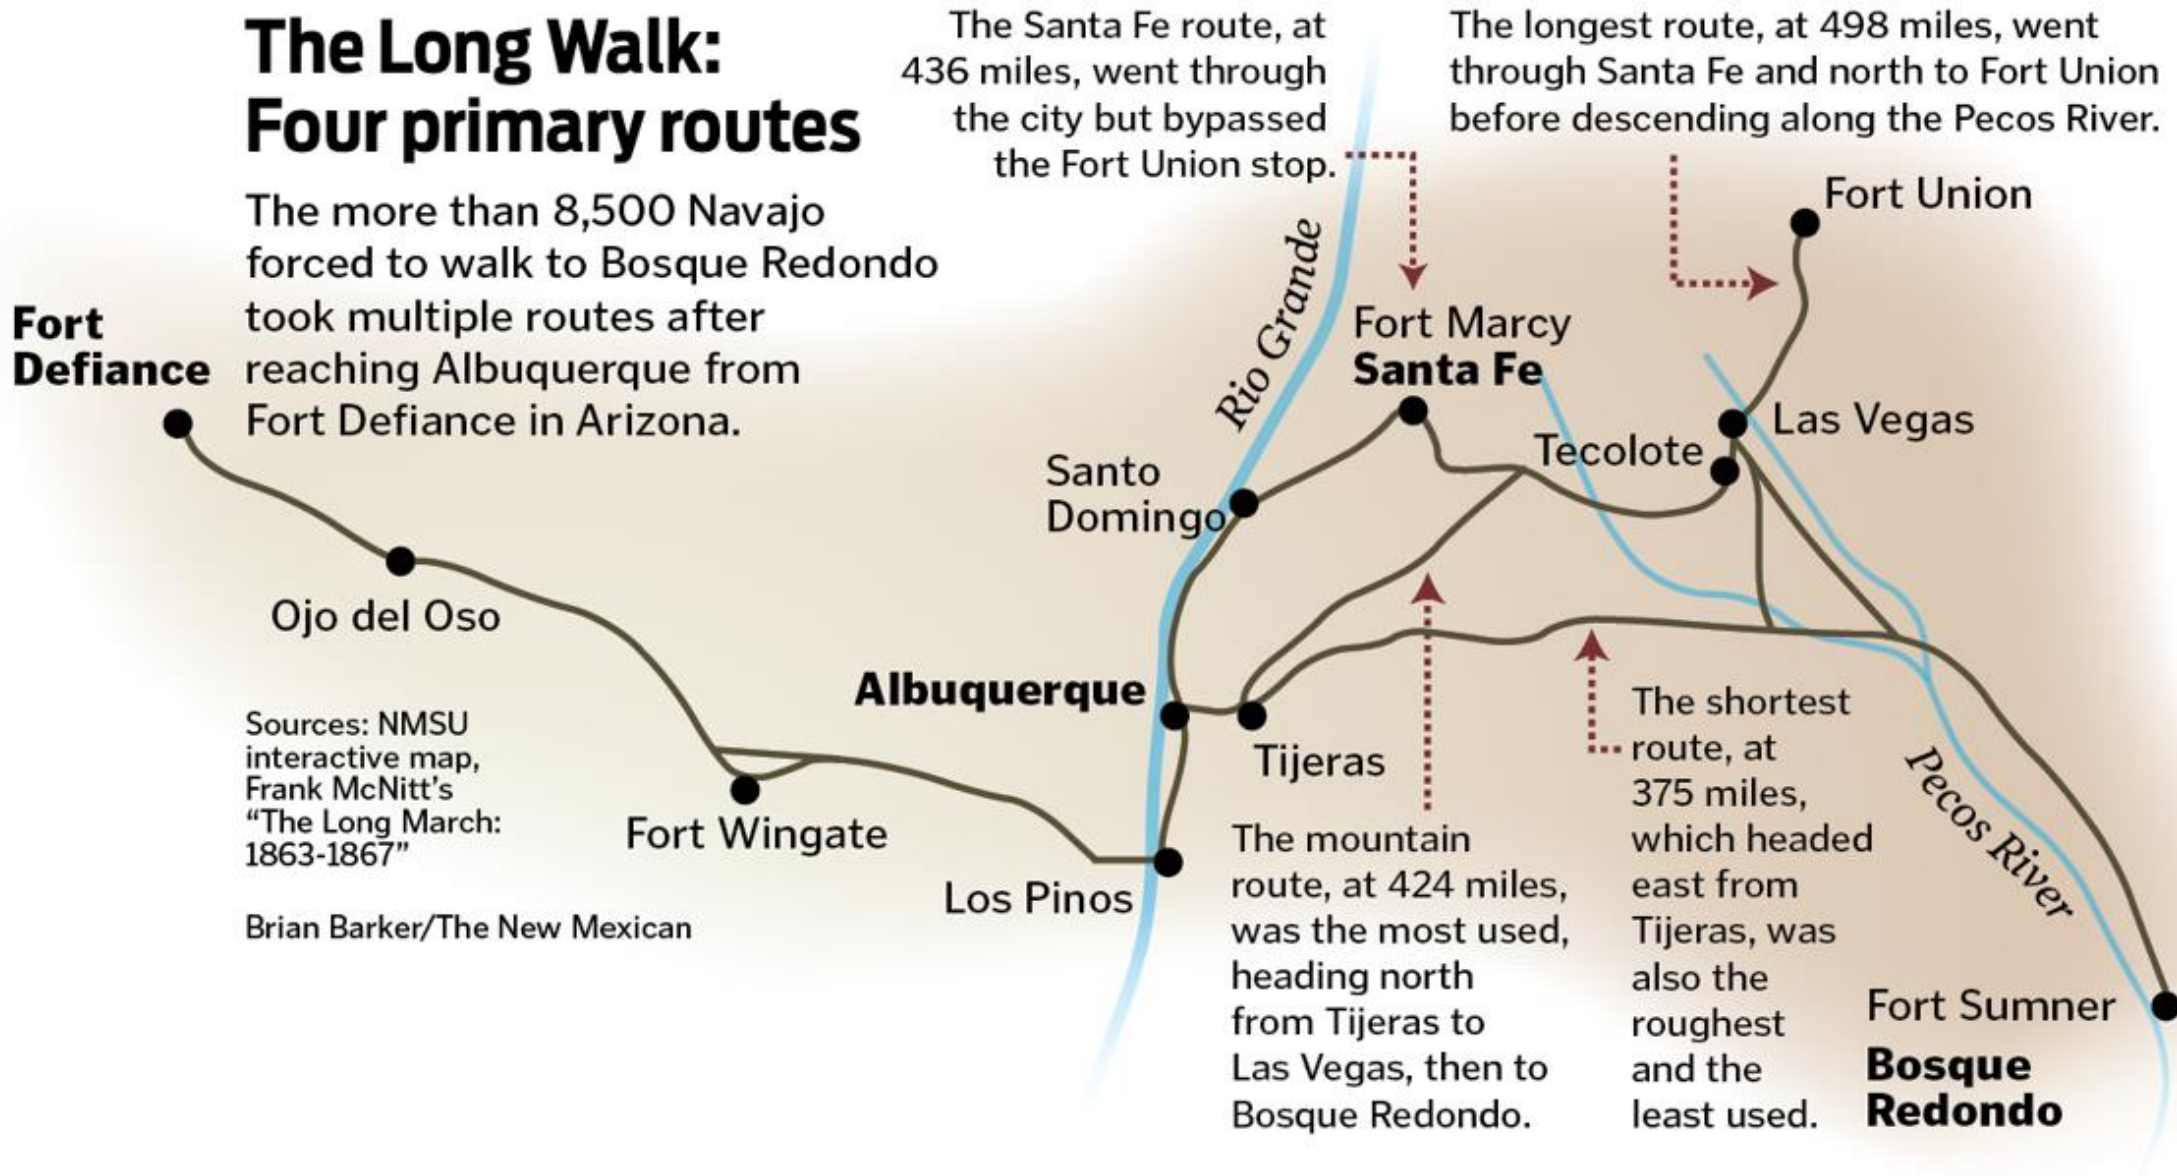 The Long Walk:
Four primary routes
The more than 8,500 Navajo
forced to walk to Bosque Redondo
took multiple routes after
reaching Albuquerque from
Fort Defiance in Arizona.
The Santa Fe route, at
436 miles, went through
the city but bypassed
the Fort Union stop.
The longest route, at 498 miles, went
through Santa Fe and north to Fort Union
before descending along the Pecos River.
Fort Union
Rio Grande
Fort
Defiance
Fort Marcy
Santa Fe
Las Vegas
Tecolote
Santo
Domingo
Ojo del Oso
Albuquerque
Tijeras
Fort Wingate
Los Pinos
Pecos River
The mountain
route, at 424 miles,
was the most used,
heading north
from Tijeras to
Las Vegas, then to
Bosque Redondo.
The shortest
route, at
375 miles,
which headed
east from
Tijeras, was
also the
roughest
and the
least used.
Fort Sumner
Bosque
Redondo
Sources: NMSU
interactive map,
Frank McNitt’s
“The Long March:
1863-1867”
Brian Barker/The New Mexican